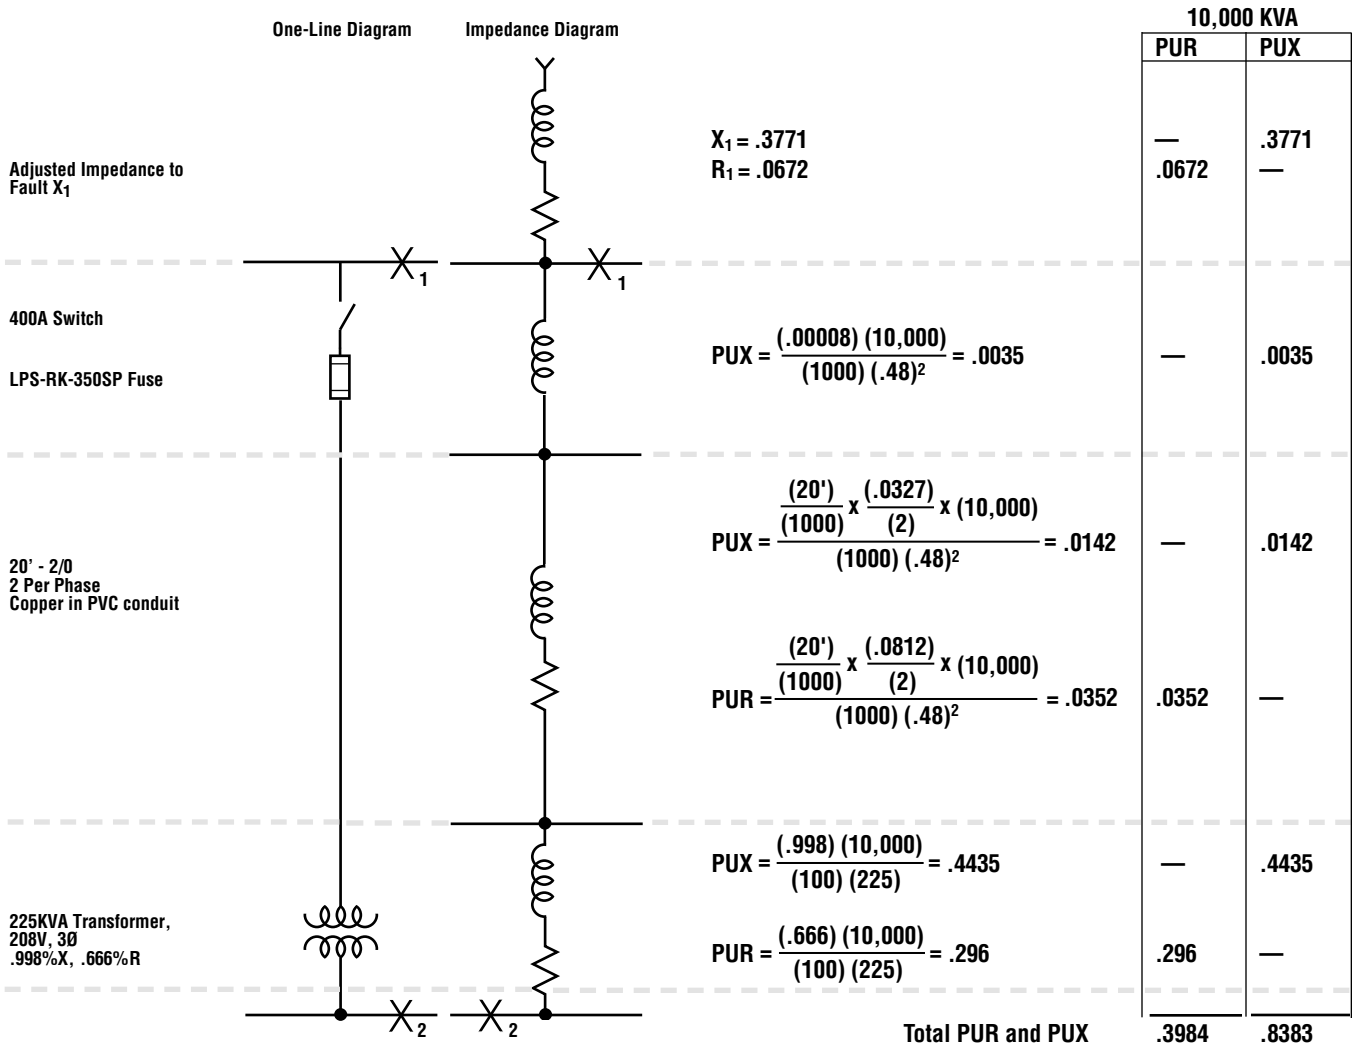 One-Line Diagram Impedance Diagram
10,000 KVA
PUR PUX
Adjusted Impedance to
Fault X1
X1 = .3771 — .3771
R1 = .0672 .0672 —
X1 X1
400A Switch
LPS-RK-350SP Fuse
PUX = (.00008) (10,000) / (1000) (.48)² = .0035 — .0035
20' - 2/0
2 Per Phase
Copper in PVC conduit
PUX = (20') / (1000) x (.0327) / (2) x (10,000) / (1000) (.48)² = .0142 — .0142
PUR = (20') / (1000) x (.0812) / (2) x (10,000) / (1000) (.48)² = .0352 .0352 —
225KVA Transformer,
208V, 3Ø
.998%X, .666%R
PUX = (.998) (10,000) / (100) (225) = .4435 — .4435
PUR = (.666) (10,000) / (100) (225) = .296 .296 —
X2 X2
Total PUR and PUX .3984 .8383